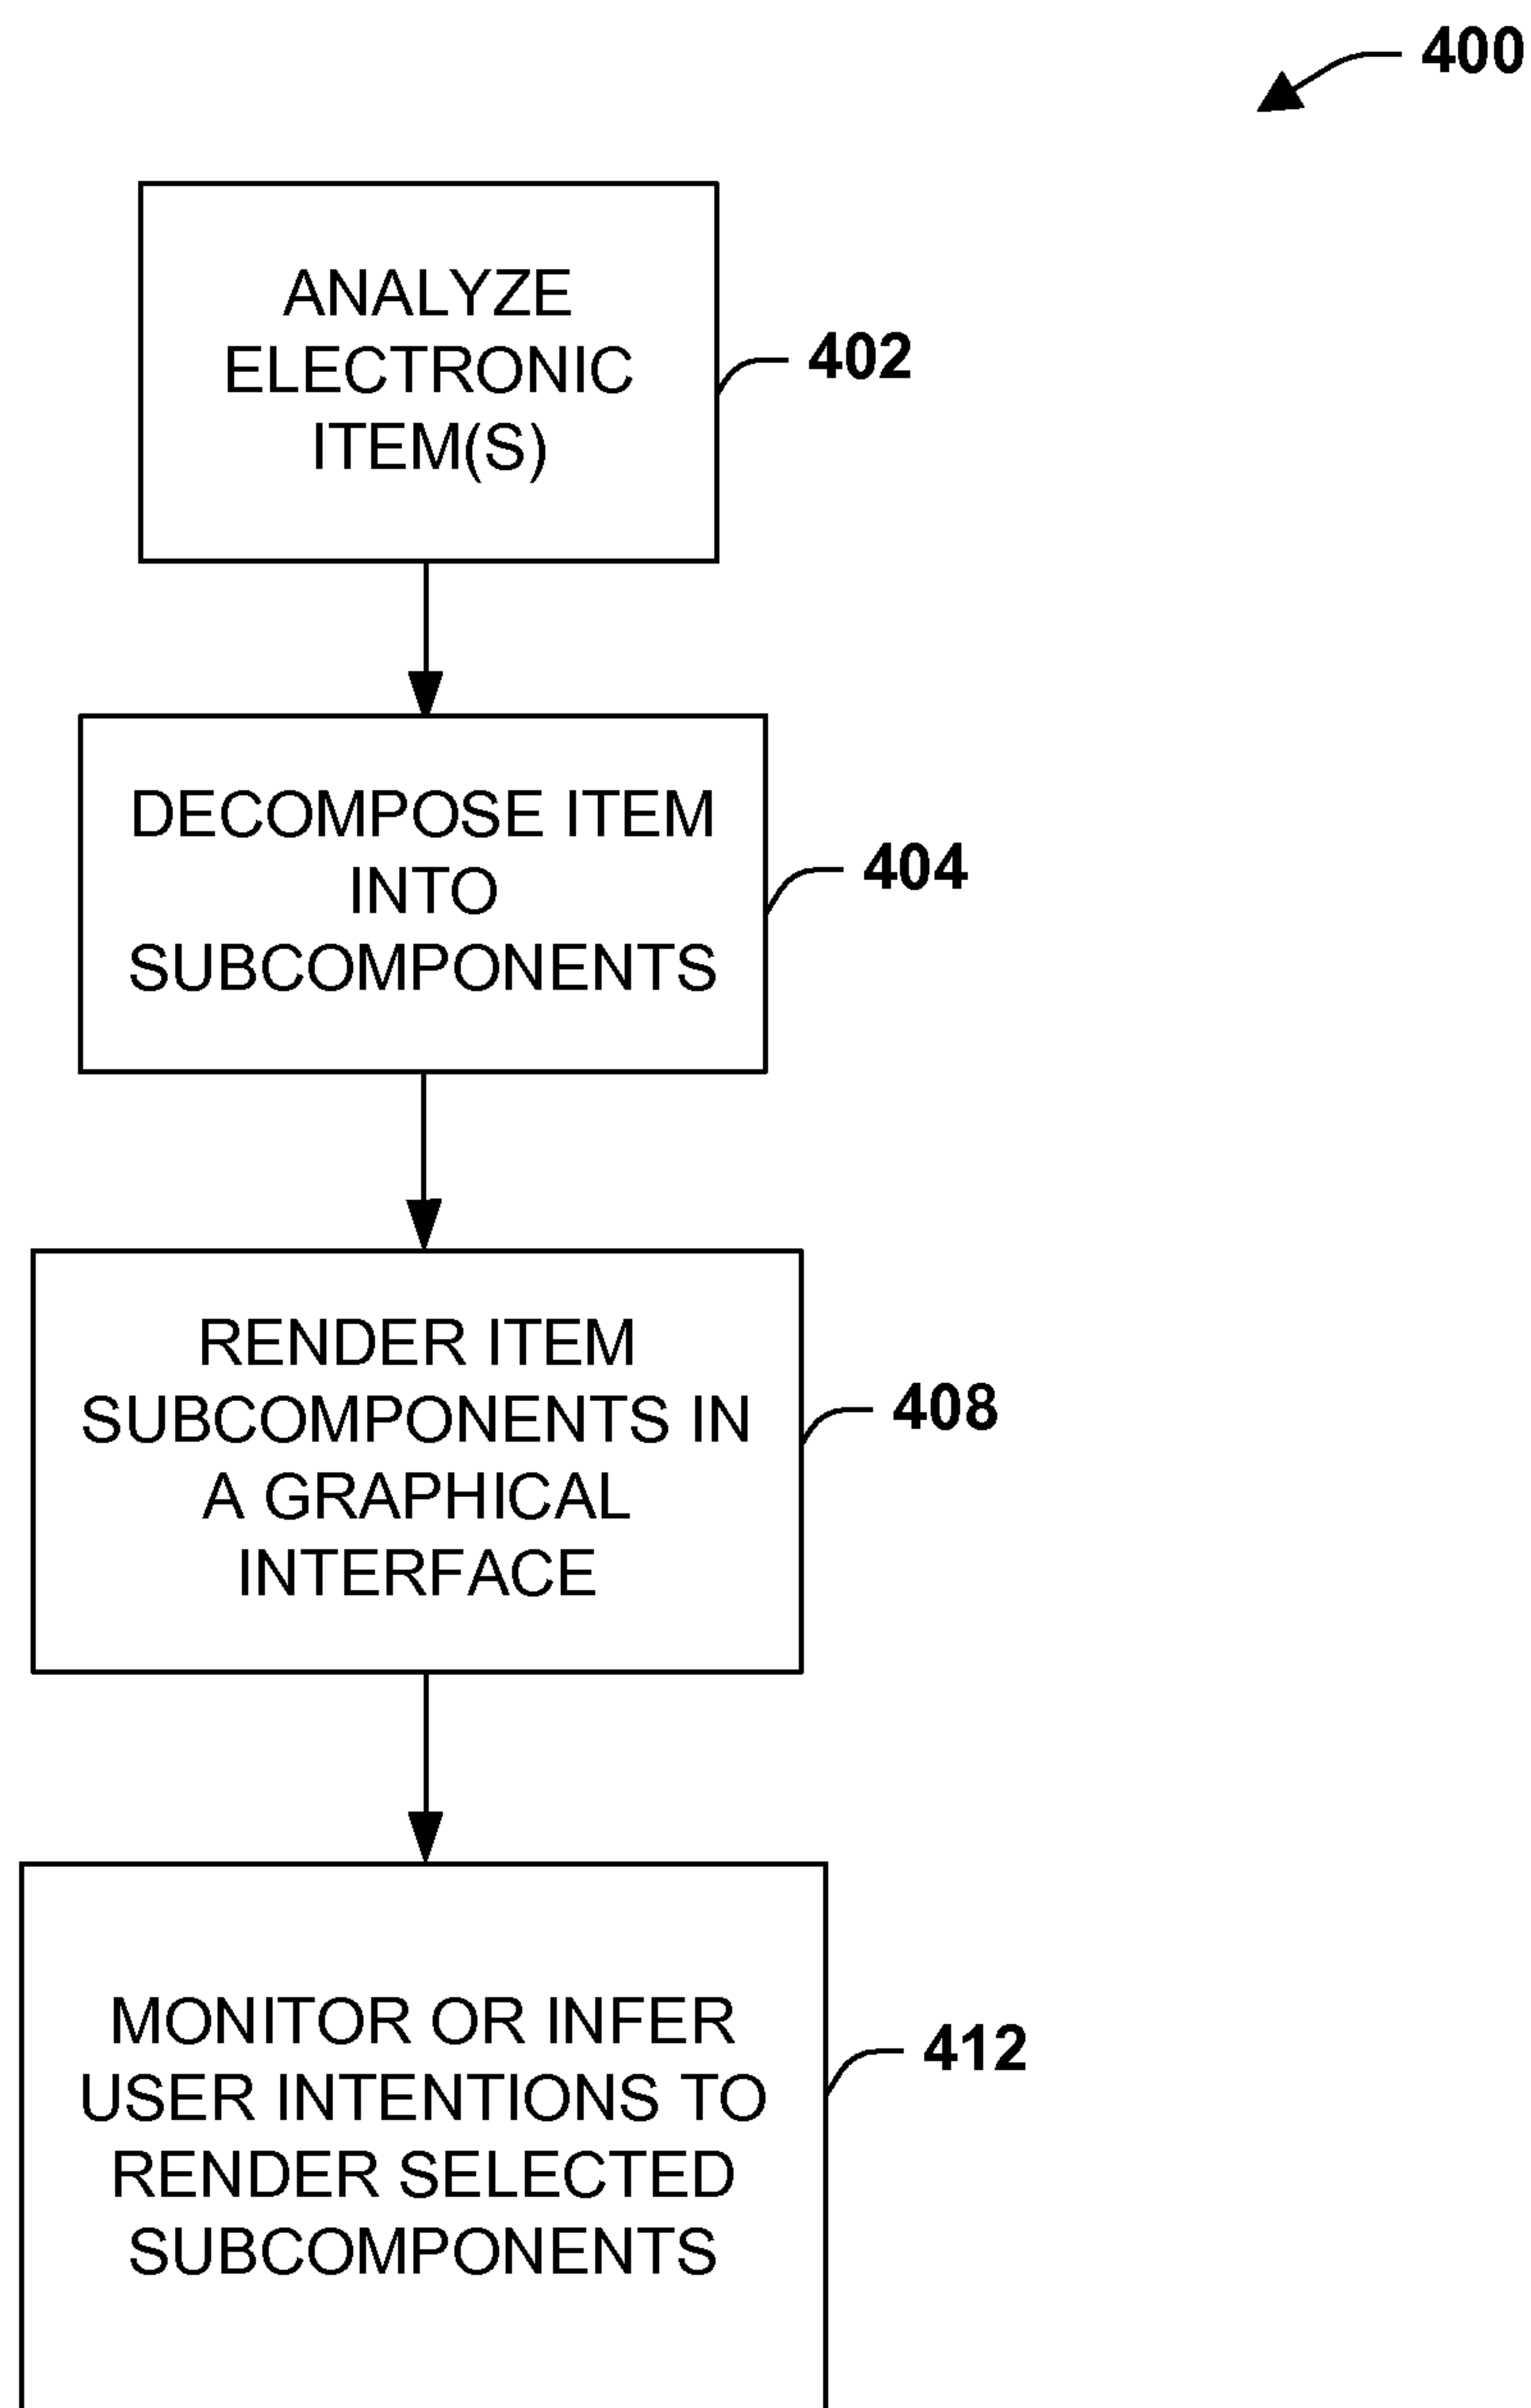 400
ANALYZE
ELECTRONIC
ITEM(S)
402
DECOMPOSE ITEM
INTO
SUBCOMPONENTS
404
RENDER ITEM
SUBCOMPONENTS IN
A GRAPHICAL
INTERFACE
408
MONITOR OR INFER
USER INTENTIONS TO
RENDER SELECTED
SUBCOMPONENTS
412